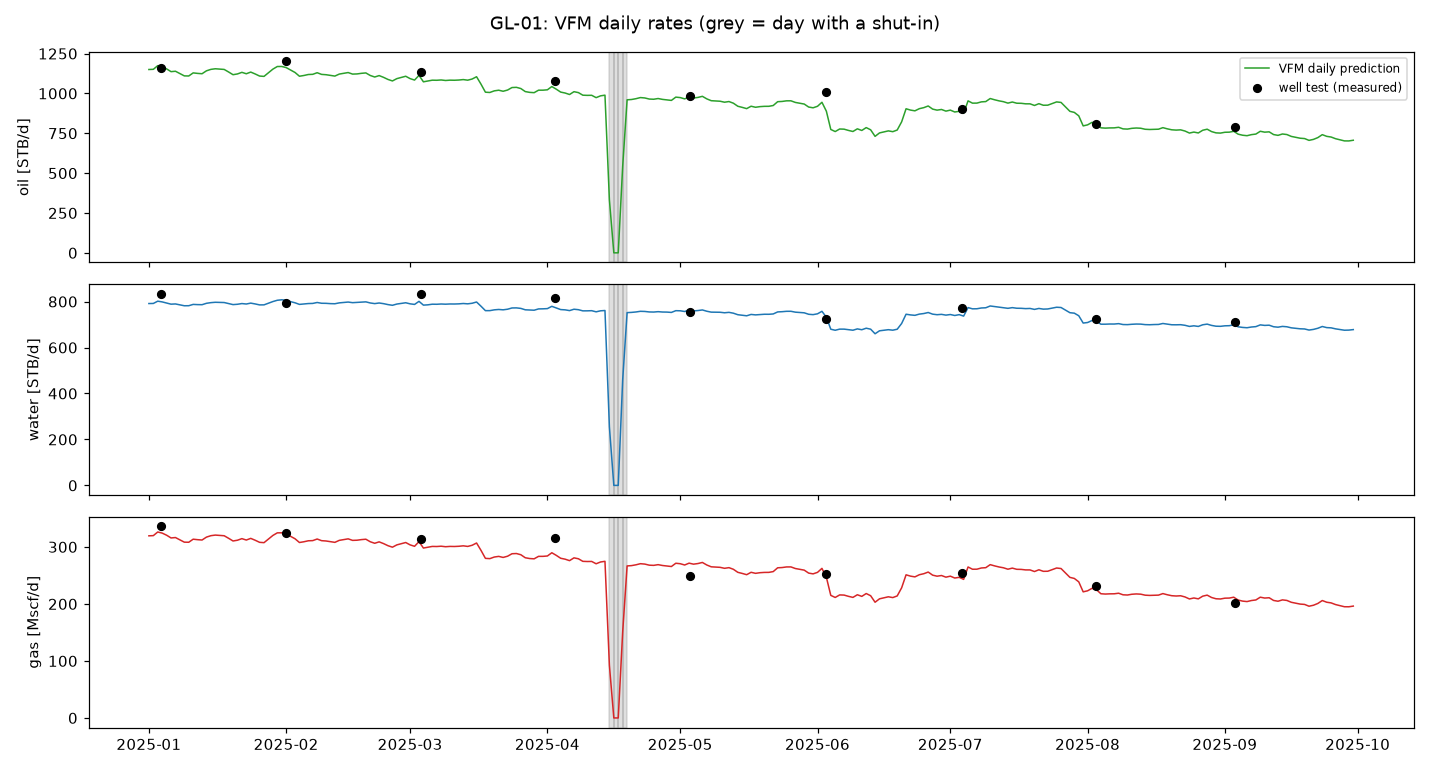 GL-01: VFM daily rates (grey = day with a shut-in)
oil [STB/d]
1250
1000
750
500
250
0
VFM daily prediction
well test (measured)
water [STB/d]
800
600
400
200
0
gas [Mscf/d]
300
200
100
0
2025-01 2025-02 2025-03 2025-04 2025-05 2025-06 2025-07 2025-08 2025-09 2025-10